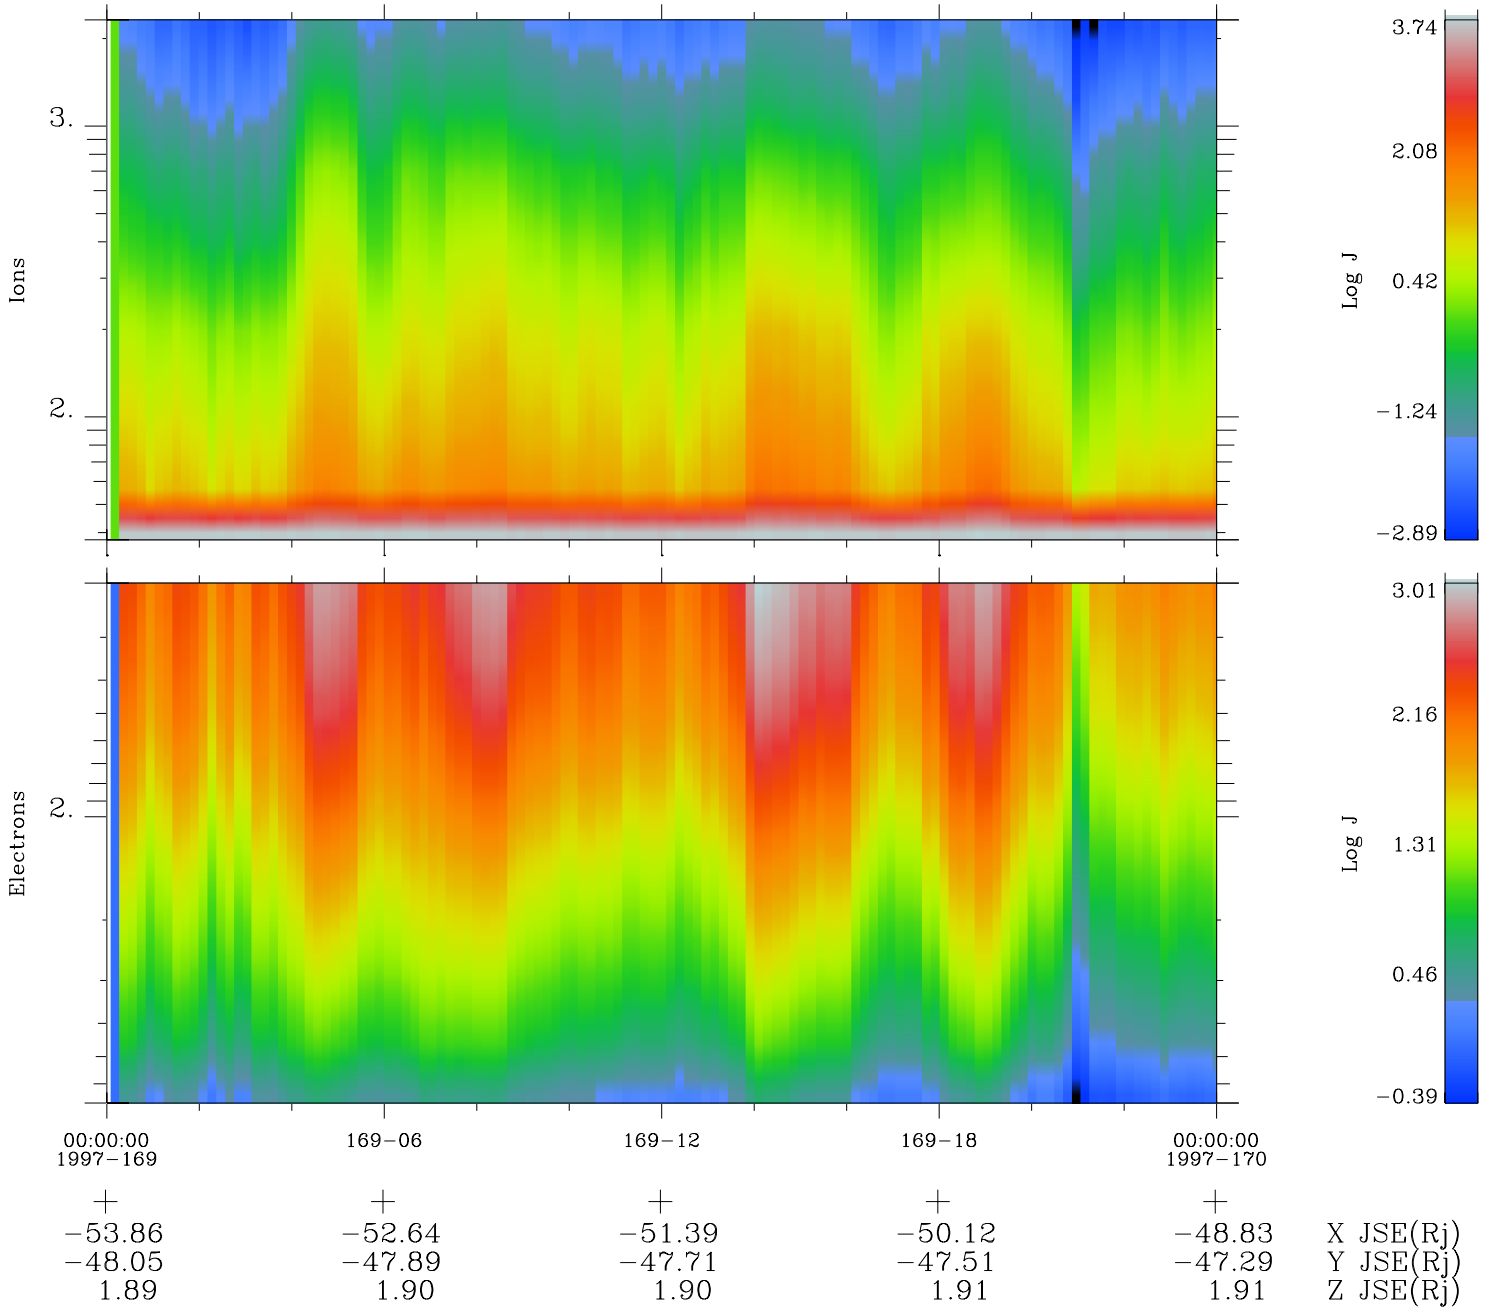 3.
2.
Ions
3.74
2.08
0.42
−1.24
−2.89
Log J
2.
Electrons
3.01
2.16
1.31
0.46
−0.39
Log J
00:00:00 169−06 169−12 169−18 00:00:00
1997−169 1997−170
−53.86 −52.64 −51.39 −50.12 −48.83 X JSE(Rj)
−48.05 −47.89 −47.71 −47.51 −47.29 Y JSE(Rj)
1.89 1.90 1.90 1.91 1.91 Z JSE(Rj)